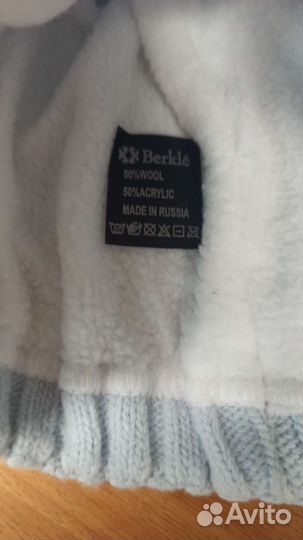 Berklé
50%WOOL
50%ACRYLIC
MADE IN RUSSIA
Avito